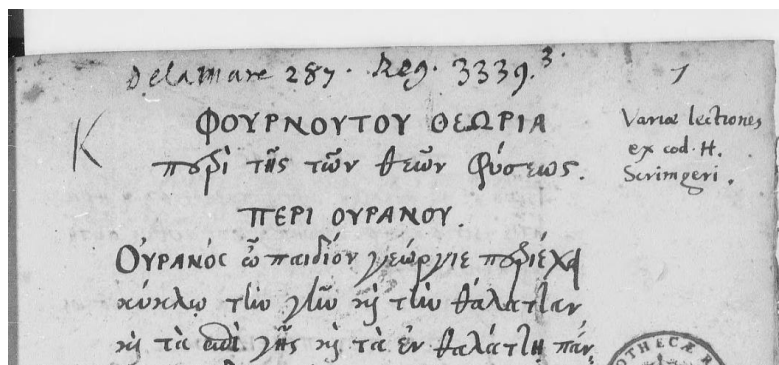 Delamare 287. Reg. 3339.3.
1
K
ΦΟΥΡΝΟΥΤΟΥ ΘΕΩΡΙΑ
περὶ τῆς τῶν θεῶν φύσεως.
Variae lectiones
ex cod. H.
Scrimgeri.
ΠΕΡΙ ΟΥΡΑΝΟΥ.
Οὐρανὸς ὦ παιδίον γεώργιε περιέχει
κύκλῳ τὴν γῆν καὶ τὴν θάλατταν
καὶ τὰ ἐπὶ γῆς καὶ τὰ ἐν θαλάττῃ πάν
OTHECÆ R